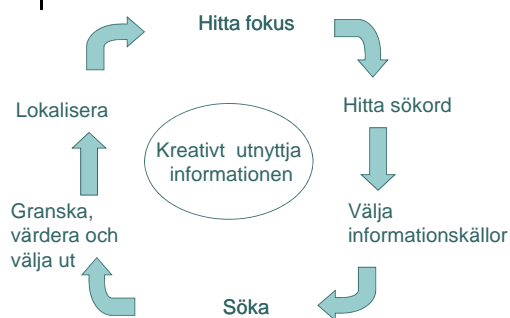 Hitta fokus
Hitta sökord
Välja
informationskällor
Söka
Granska,
värdera och
välja ut
Lokalisera
Kreativt utnyttja
informationen